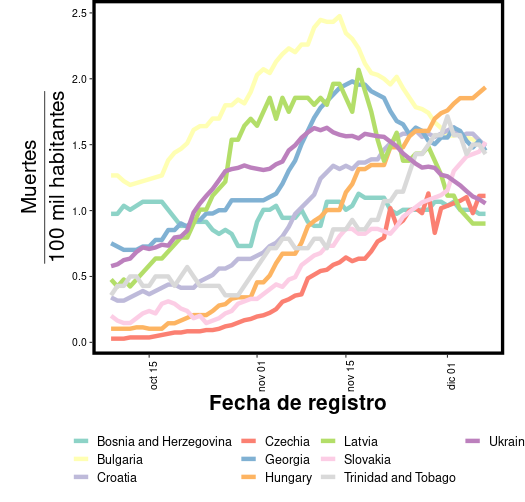 2.5
2.0
1.5
1.0
0.5
0.0
Muertes
100 mil habitantes
oct 15
nov 01
nov 15
dic 01
Fecha de registro
Bosnia and Herzegovina
Czechia
Latvia
Ukrain
Bulgaria
Georgia
Slovakia
Croatia
Hungary
Trinidad and Tobago